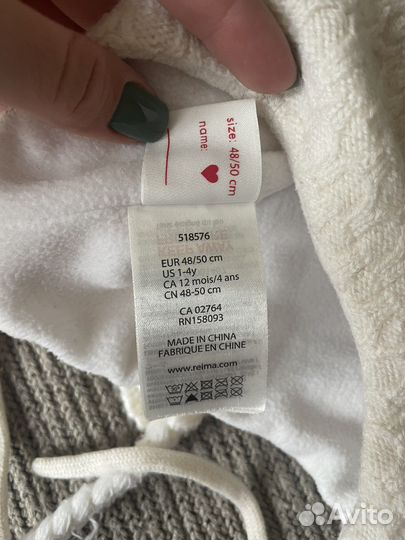 size: 48/50 cm
name:
518576
EUR 48/50 cm
US 1-4y
CA 12 mois/4 ans
CN 48-50 cm
CA 02764
RN158093
MADE IN CHINA
FABRIQUE EN CHINE
www.reima.com
Avito